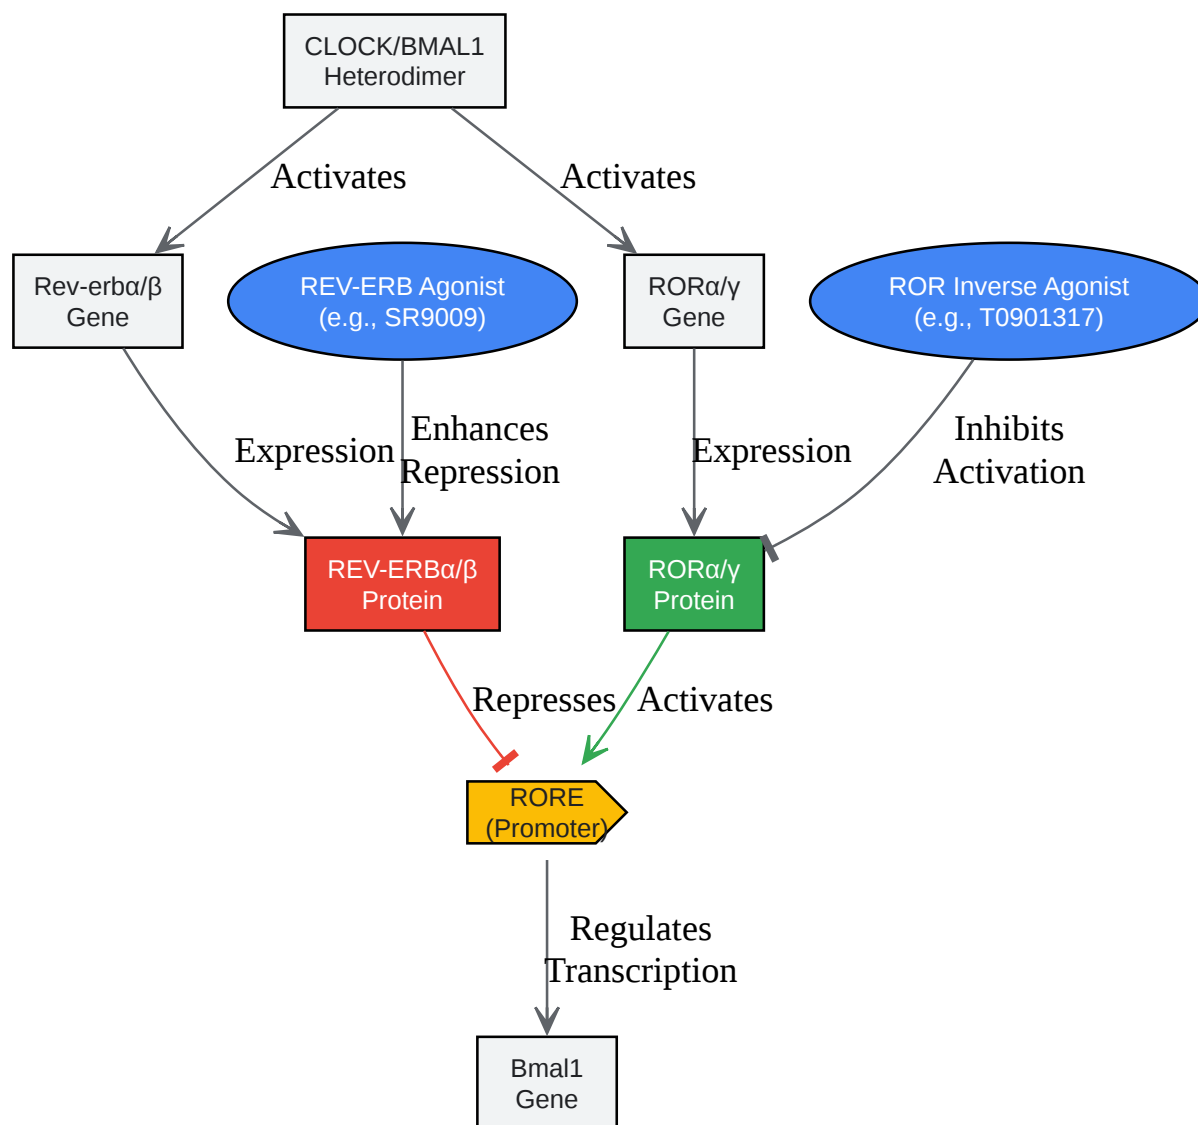 CLOCK/BMAL1
Heterodimer
Activates
Activates
Rev-erbα/β
Gene
REV-ERB Agonist
(e.g., SR9009)
RORα/γ
Gene
ROR Inverse Agonist
(e.g., T0901317)
Expression
Enhances
Repression
Expression
Inhibits
Activation
REV-ERBα/β
Protein
RORα/γ
Protein
Represses
Activates
RORE
(Promoter)
Regulates
Transcription
Bmal1
Gene